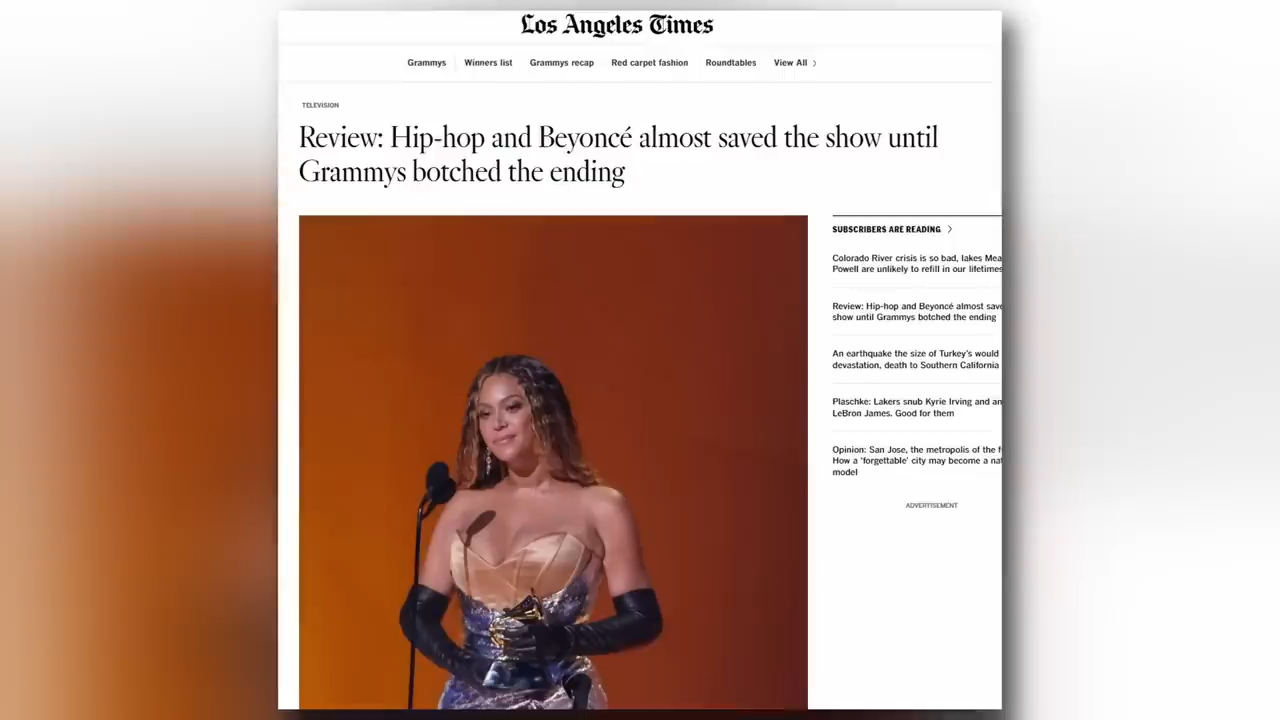 Los Angeles Times
Grammys
Winners list
Grammys recap
Red carpet fashion
Roundtables
View All
TELEVISION
Review: Hip-hop and Beyoncé almost saved the show until
Grammys botched the ending
SUBSCRIBERS ARE READING
Colorado River crisis is so bad, lakes Mea
Powell are unlikely to refill in our lifetimes
Review: Hip-hop and Beyoncé almost save
show until Grammys botched the ending
An earthquake the size of Turkey's would
devastation, death to Southern California
Plaschke: Lakers snub Kyrie Irving and an
LeBron James. Good for them
Opinion: San Jose, the metropolis of the f
How a 'forgettable' city may become a nat
model
ADVERTISEMENT